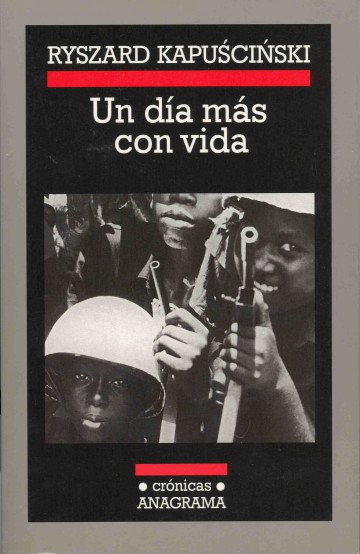 RYSZARD KAPUŚCIŃSKI
Un día más
con vida
• crónicas •
ANAGRAMA